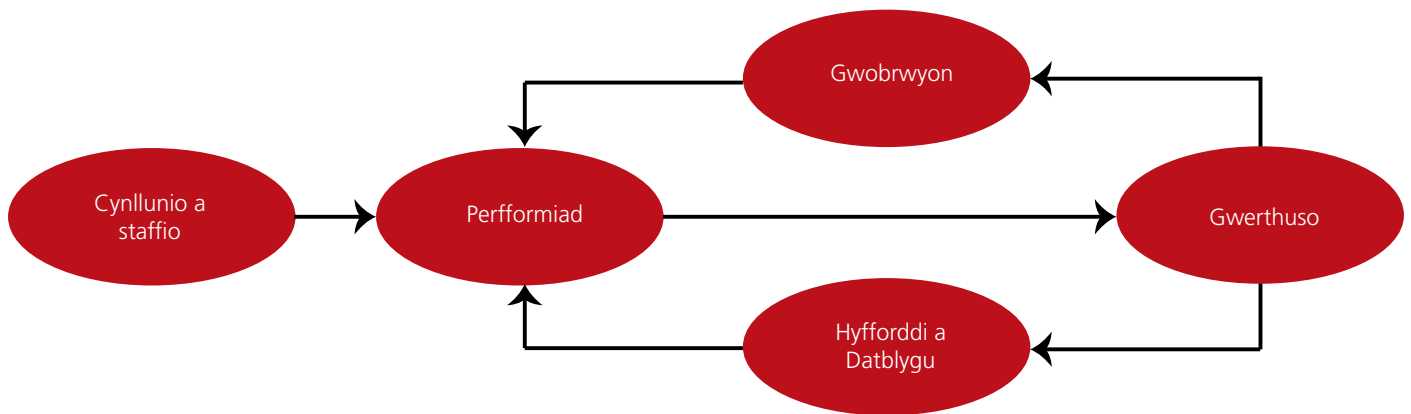 Gwobrwyon
Cynllunio a
staffio
Perfformiad
Gwerthuso
Hyfforddi a
Datblygu